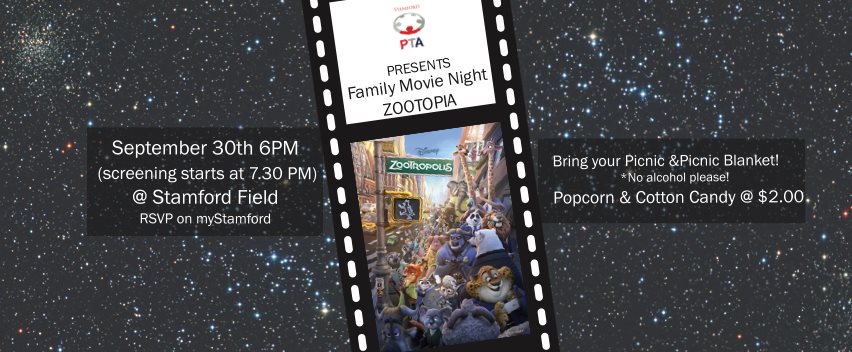 September 30th 6PM
(screening starts at 7.30 PM)
@ Stamford Field
RSVP on myStamford
STAMFORD
PTA
PRESENTS
Family Movie Night
ZOOTOPIA
Disney
ZOOTROPOLIS
Bring your Picnic &Picnic Blanket!
*No alcohol please!
Popcorn & Cotton Candy @ $2.00